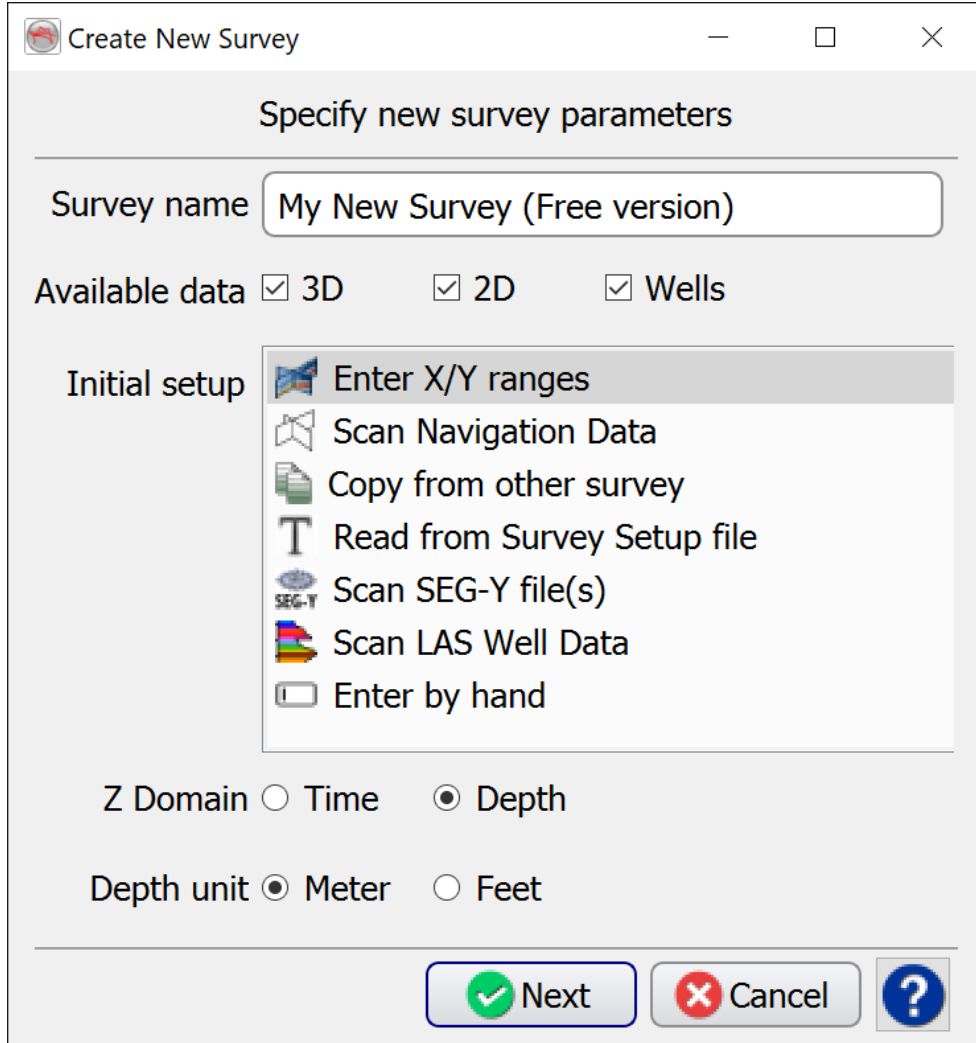 Create New Survey
Specify new survey parameters
Survey name My New Survey (Free version)
Available data 3D 2D Wells
Initial setup Enter X/Y ranges
Scan Navigation Data
Copy from other survey
T Read from Survey Setup file
SEG-Y Scan SEG-Y file(s)
Scan LAS Well Data
Enter by hand
Z Domain Time Depth
Depth unit Meter Feet
Next Cancel ?